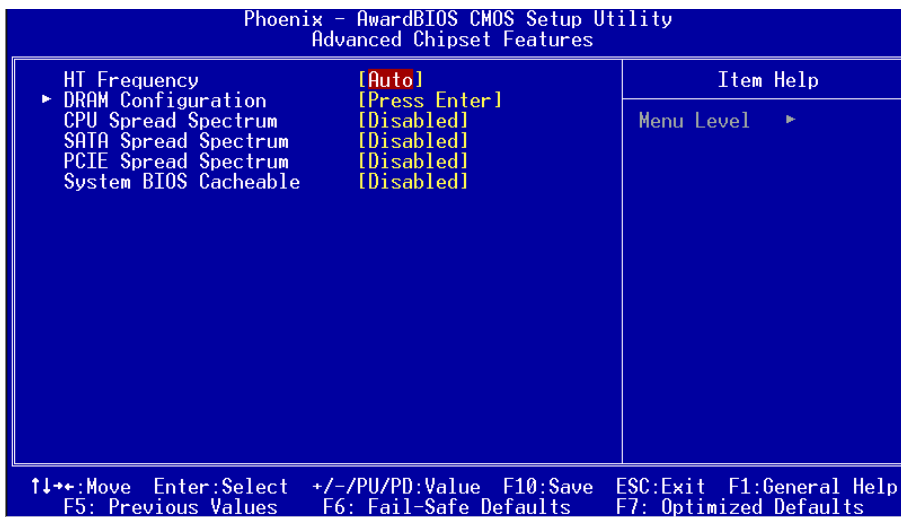 Phoenix - AwardBIOS CMOS Setup Utility
Advanced Chipset Features
HT Frequency [Auto]
► DRAM Configuration [Press Enter]
CPU Spread Spectrum [Disabled]
SATA Spread Spectrum [Disabled]
PCIE Spread Spectrum [Disabled]
System BIOS Cacheable [Disabled]
Item Help
Menu Level ►
↑↓→←:Move Enter:Select +/-/PU/PD:Value F10:Save ESC:Exit F1:General Help
F5: Previous Values F6: Fail-Safe Defaults F7: Optimized Defaults